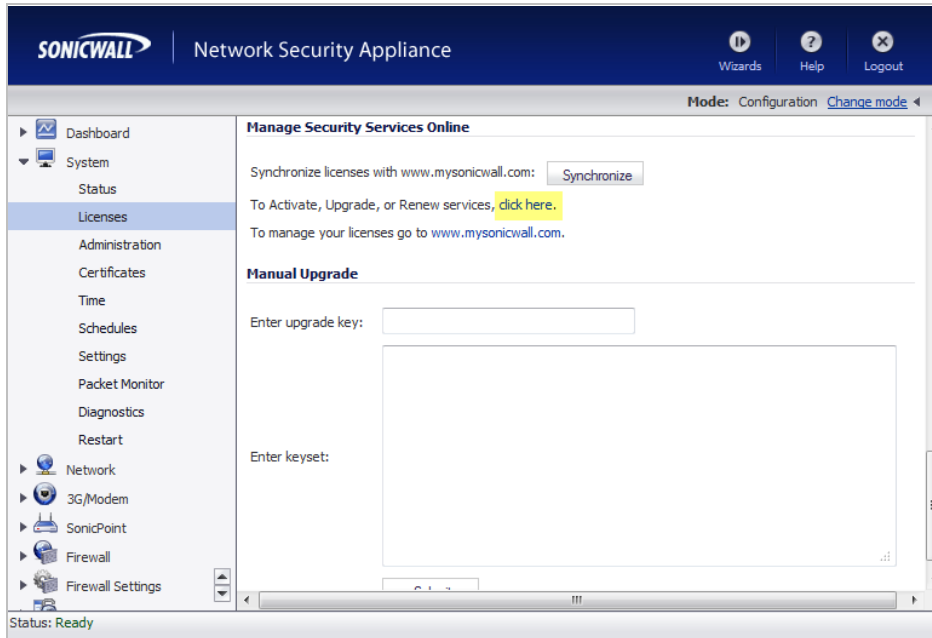 SONICWALL
Network Security Appliance
Wizards
Help
Logout
Mode: Configuration Change mode
Dashboard
System
Status
Licenses
Administration
Certificates
Time
Schedules
Settings
Packet Monitor
Diagnostics
Restart
Network
3G/Modem
SonicPoint
Firewall
Firewall Settings
Manage Security Services Online
Synchronize licenses with www.mysonicwall.com: Synchronize
To Activate, Upgrade, or Renew services, click here.
To manage your licenses go to www.mysonicwall.com.
Manual Upgrade
Enter upgrade key:
Enter keyset:
Status: Ready